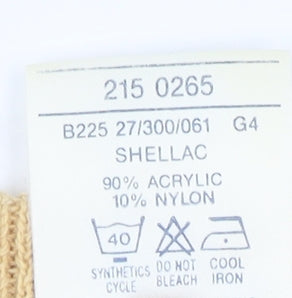 215 0265
B225 27/300/061 G4
SHELLAC
90% ACRYLIC
10% NYLON
40
SYNTHETICS DO NOT COOL
CYCLE BLEACH IRON